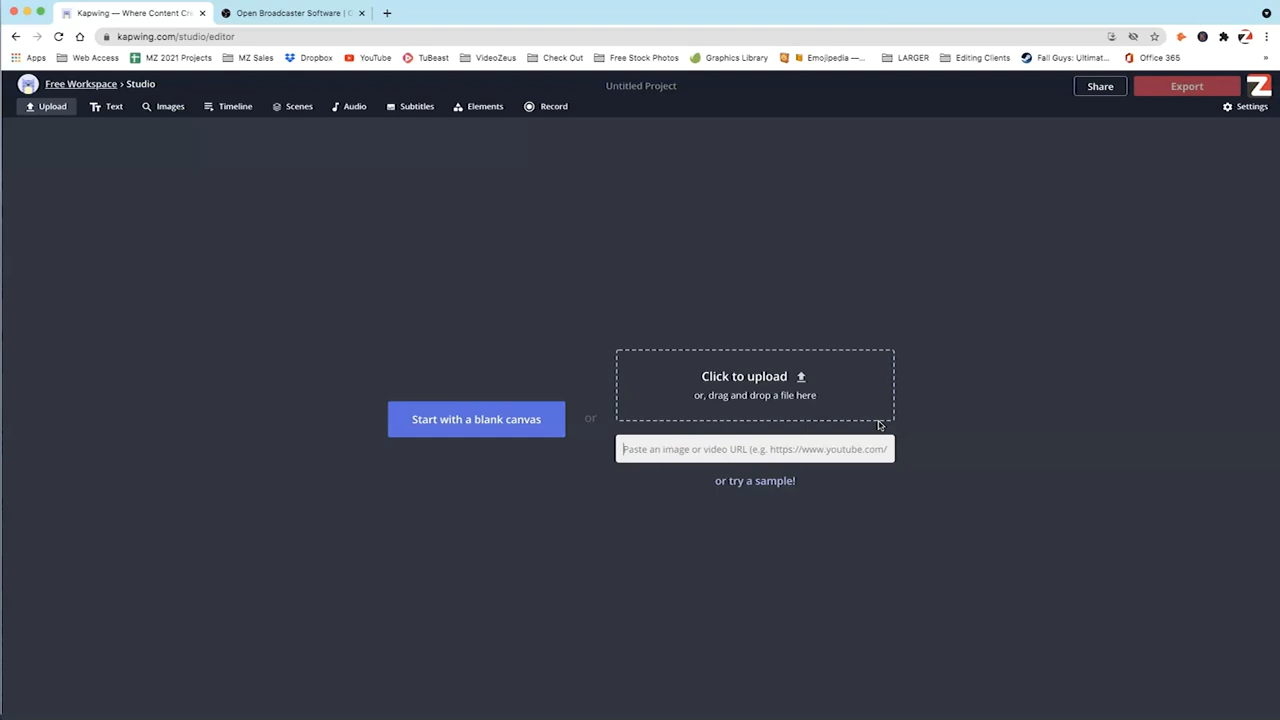 Kapwing — Where Content Cr
Open Broadcaster Software | O
kapwing.com/studio/editor
Apps
Web Access
MZ 2021 Projects
MZ Sales
Dropbox
YouTube
TuBeast
VideoZeus
Check Out
Free Stock Photos
Graphics Library
Emojipedia —...
LARGER
Editing Clients
Fall Guys: Ultimat...
Office 365
»
Free Workspace › Studio
Untitled Project
Share
Export
Upload
Text
Images
Timeline
Scenes
Audio
Subtitles
Elements
Record
Settings
Click to upload
or, drag and drop a file here
Start with a blank canvas
or
Paste an image or video URL (e.g. https://www.youtube.com/
or try a sample!